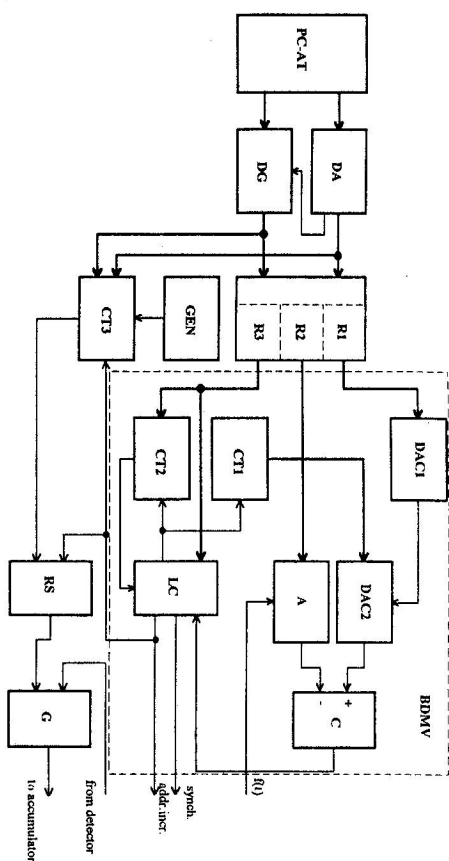 PC-AT
DG
DA
CT3
GEN
R3
R2
R1
CT2
CT1
DAC1
RS
LC
A
DAC2
BDMV
G
-
+
C
to accumulator
from detector
addr.incr.
synch.
f(t)